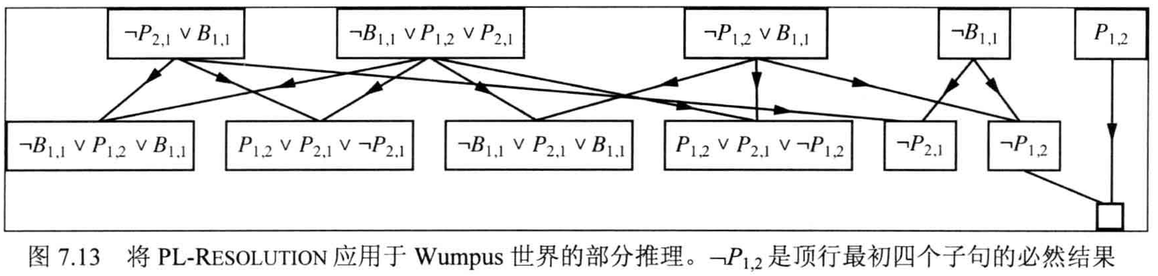 ¬P₂,₁ ∨ B₁,₁ ¬B₁,₁ ∨ P₁,₂ ∨ P₂,₁ ¬P₁,₂ ∨ B₁,₁ ¬B₁,₁ P₁,₂
¬B₁,₁ ∨ P₁,₂ ∨ B₁,₁ P₁,₂ ∨ P₂,₁ ∨ ¬P₂,₁ ¬B₁,₁ ∨ P₂,₁ ∨ B₁,₁ P₁,₂ ∨ P₂,₁ ∨ ¬P₁,₂ ¬P₂,₁ ¬P₁,₂
图 7.13 将 PL-RESOLUTION 应用于 Wumpus 世界的部分推理。¬P₁,₂ 是顶行最初四个子句的必然结果